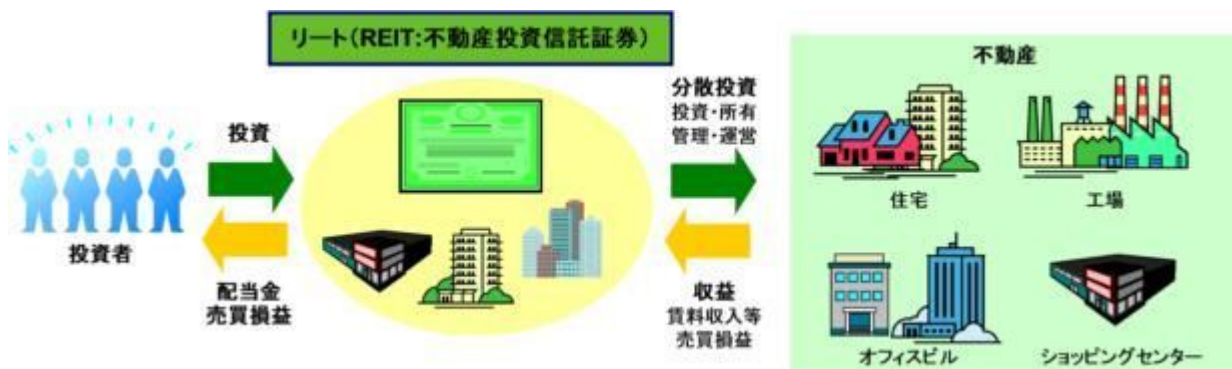 リート(REIT:不動産投資信託証券)
投資
投資者
配当金
売買損益
分散投資
投資・所有
管理・運営
収益
賃料収入等
売買損益
不動産
住宅
工場
オフィスビル
ショッピングセンター